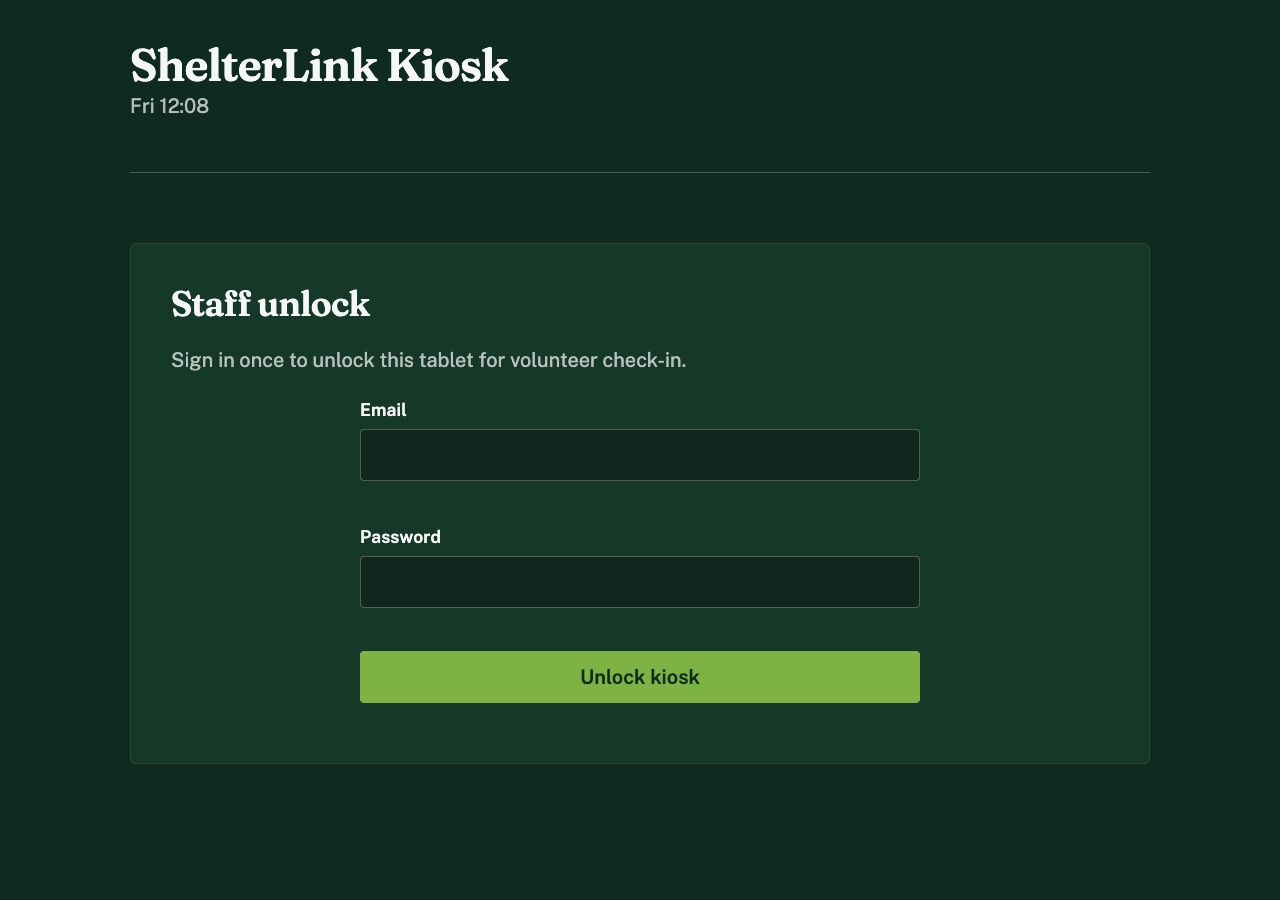 ShelterLink Kiosk
Fri 12:08
Staff unlock
Sign in once to unlock this tablet for volunteer check-in.
Email
Password
Unlock kiosk